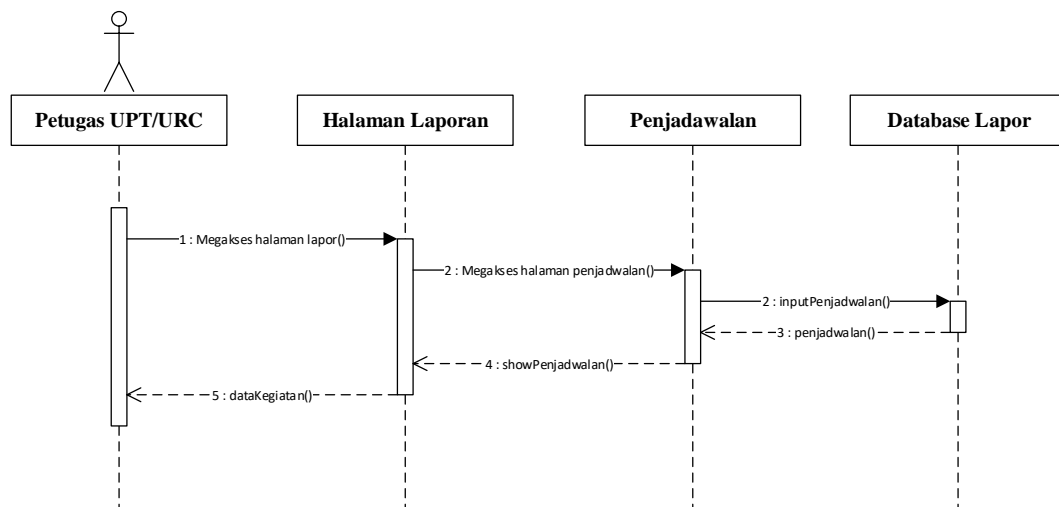 Petugas UPT/URC
Halaman Laporan
Penjadawalan
Database Lapor
1 : Megakses halaman lapor()
2 : Megakses halaman penjadwalan()
2 : inputPenjadwalan()
3 : penjadwalan()
4 : showPenjadwalan()
5 : dataKegiatan()